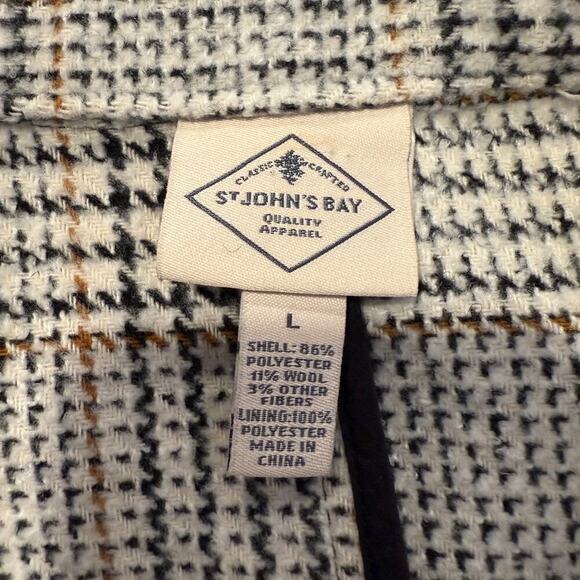 CLASSIC CRAFTED
ST JOHN'S BAY
QUALITY
APPAREL
L
SHELL: 86%
POLYESTER
11% WOOL
3% OTHER
FIBERS
LINING:100%
POLYESTER
MADE IN
CHINA